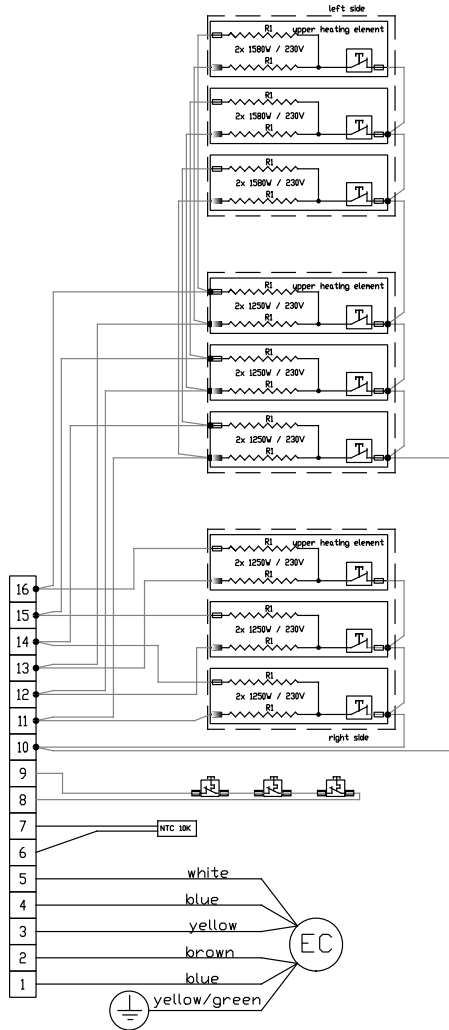 left side
R1
upper heating element
2x 1580W / 230V
R1
R1
2x 1580W / 230V
R1
R1
2x 1580W / 230V
R1
upper heating element
R1
2x 1250W / 230V
R1
R1
2x 1250W / 230V
R1
R1
2x 1250W / 230V
R1
R1
upper heating element
2x 1250W / 230V
R1
R1
2x 1250W / 230V
R1
R1
2x 1250W / 230V
R1
right side
16
15
14
13
12
11
10
9
8
7
NTC 10K
6
5
white
4
blue
3
yellow
EC
2
brown
1
blue
yellow/green